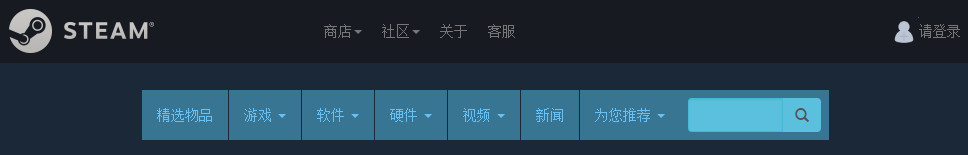 STEAM® 商店 社区 关于 客服 请登录
精选物品 游戏 软件 硬件 视频 新闻 为您推荐